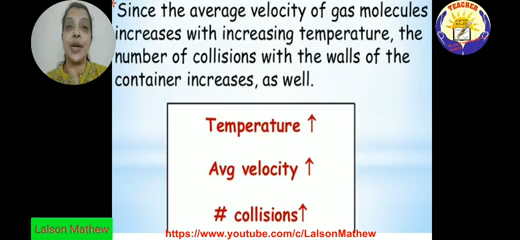 *Since the average velocity of gas molecules
increases with increasing temperature, the
number of collisions with the walls of the
container increases, as well.
TEACHER
Temperature ↑
Avg velocity ↑
# collisions↑
Lalson Mathew
https://www.youtube.com/c/LalsonMathew